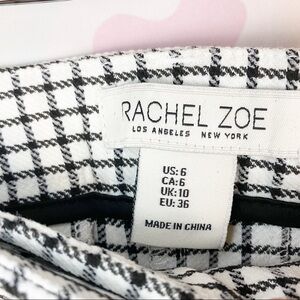 RACHEL ZOE
LOS ANGELES NEW YORK
US: 6
CA: 6
UK: 10
EU: 36
MADE IN CHINA